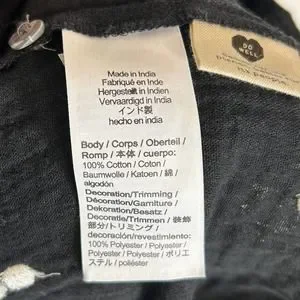 DO
WELL
Made in India
Fabriqué en Inde
Hergestellt in Indien
Vervaardigd in India
インド製
hecho en india
Body / Corps / Oberteil /
Romp / 本体 / cuerpo:
100% Cotton / Coton /
Baumwolle / Katoen / 綿 /
algodón
Decoration/Trimming /
Décoration/Garniture /
Dekoration/Besatz /
Decoratie/Trimmen / 装飾
部分/トリミング /
decoración/revestimiento:
100% Polyester / Polyester /
Polyester / Polyester / ポリエ
ステル / poliéster